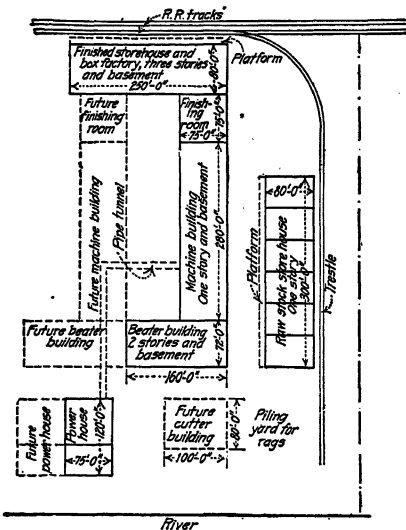 R.R. tracks
Finished storehouse and
box factory, three stories
and basement
250'-0"
80'-0"
Platform
Future
finishing
room
Finish-
ing
room
75'-0"
75'-0"
Future machine building
Pipe tunnel
Machine building
One story and basement
280'-0"
80'-0"
Platform
Raw stock store house
One story
300'-0"
Trestle
Future beater
building
Beater building
2 stories and
basement
72'-0"
160'-0"
Future
power house
Power
house
120'-0"
75'-0"
Future
cutter
building
80'-0"
100'-0"
Piling
yard for
rags
River